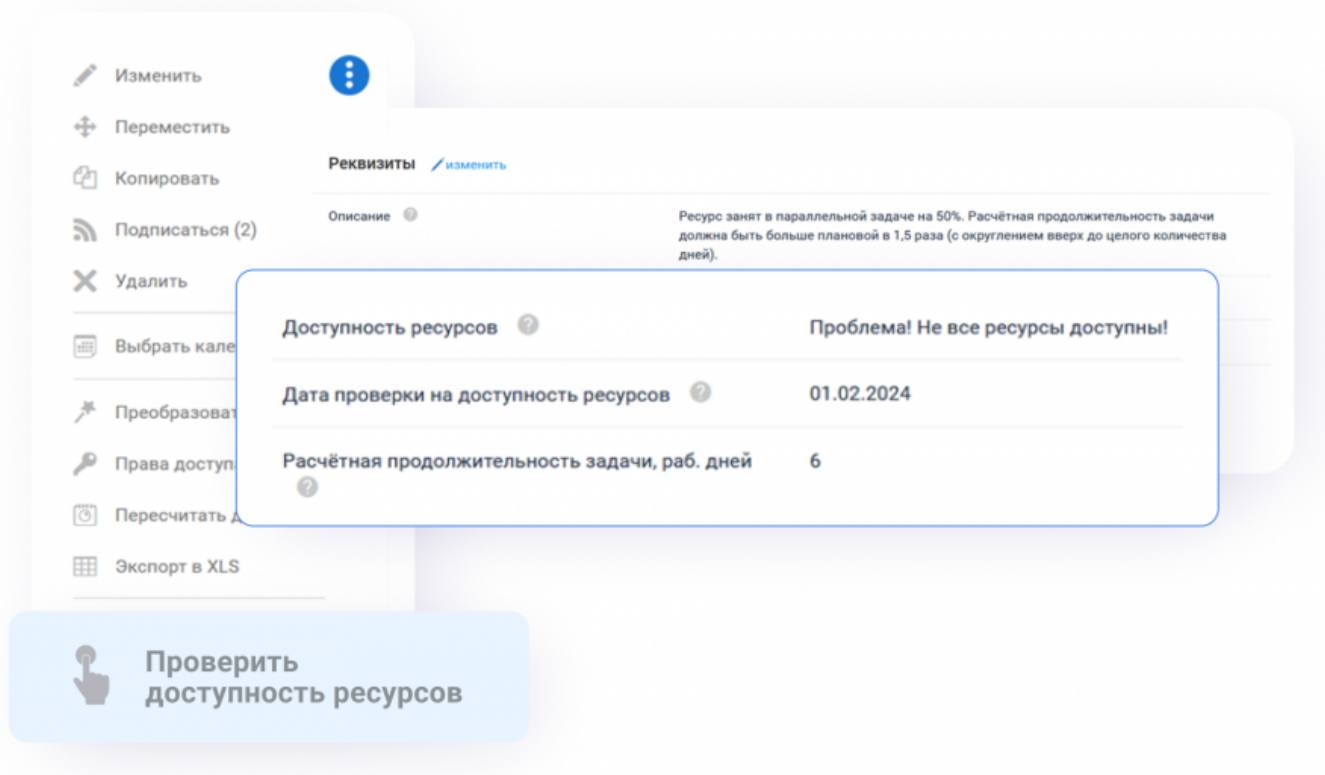 Изменить
Переместить
Копировать
Подписаться (2)
Удалить
Выбрать кале
Преобразоват
Права доступ
Пересчитать
Экспорт в XLS
Проверить
доступность ресурсов
Реквизиты изменить
Описание
Ресурс занят в параллельной задаче на 50%. Расчётная продолжительность задачи
должна быть больше плановой в 1,5 раза (с округлением вверх до целого количества
дней).
Доступность ресурсов
Проблема! Не все ресурсы доступны!
Дата проверки на доступность ресурсов
01.02.2024
Расчётная продолжительность задачи, раб. дней
6